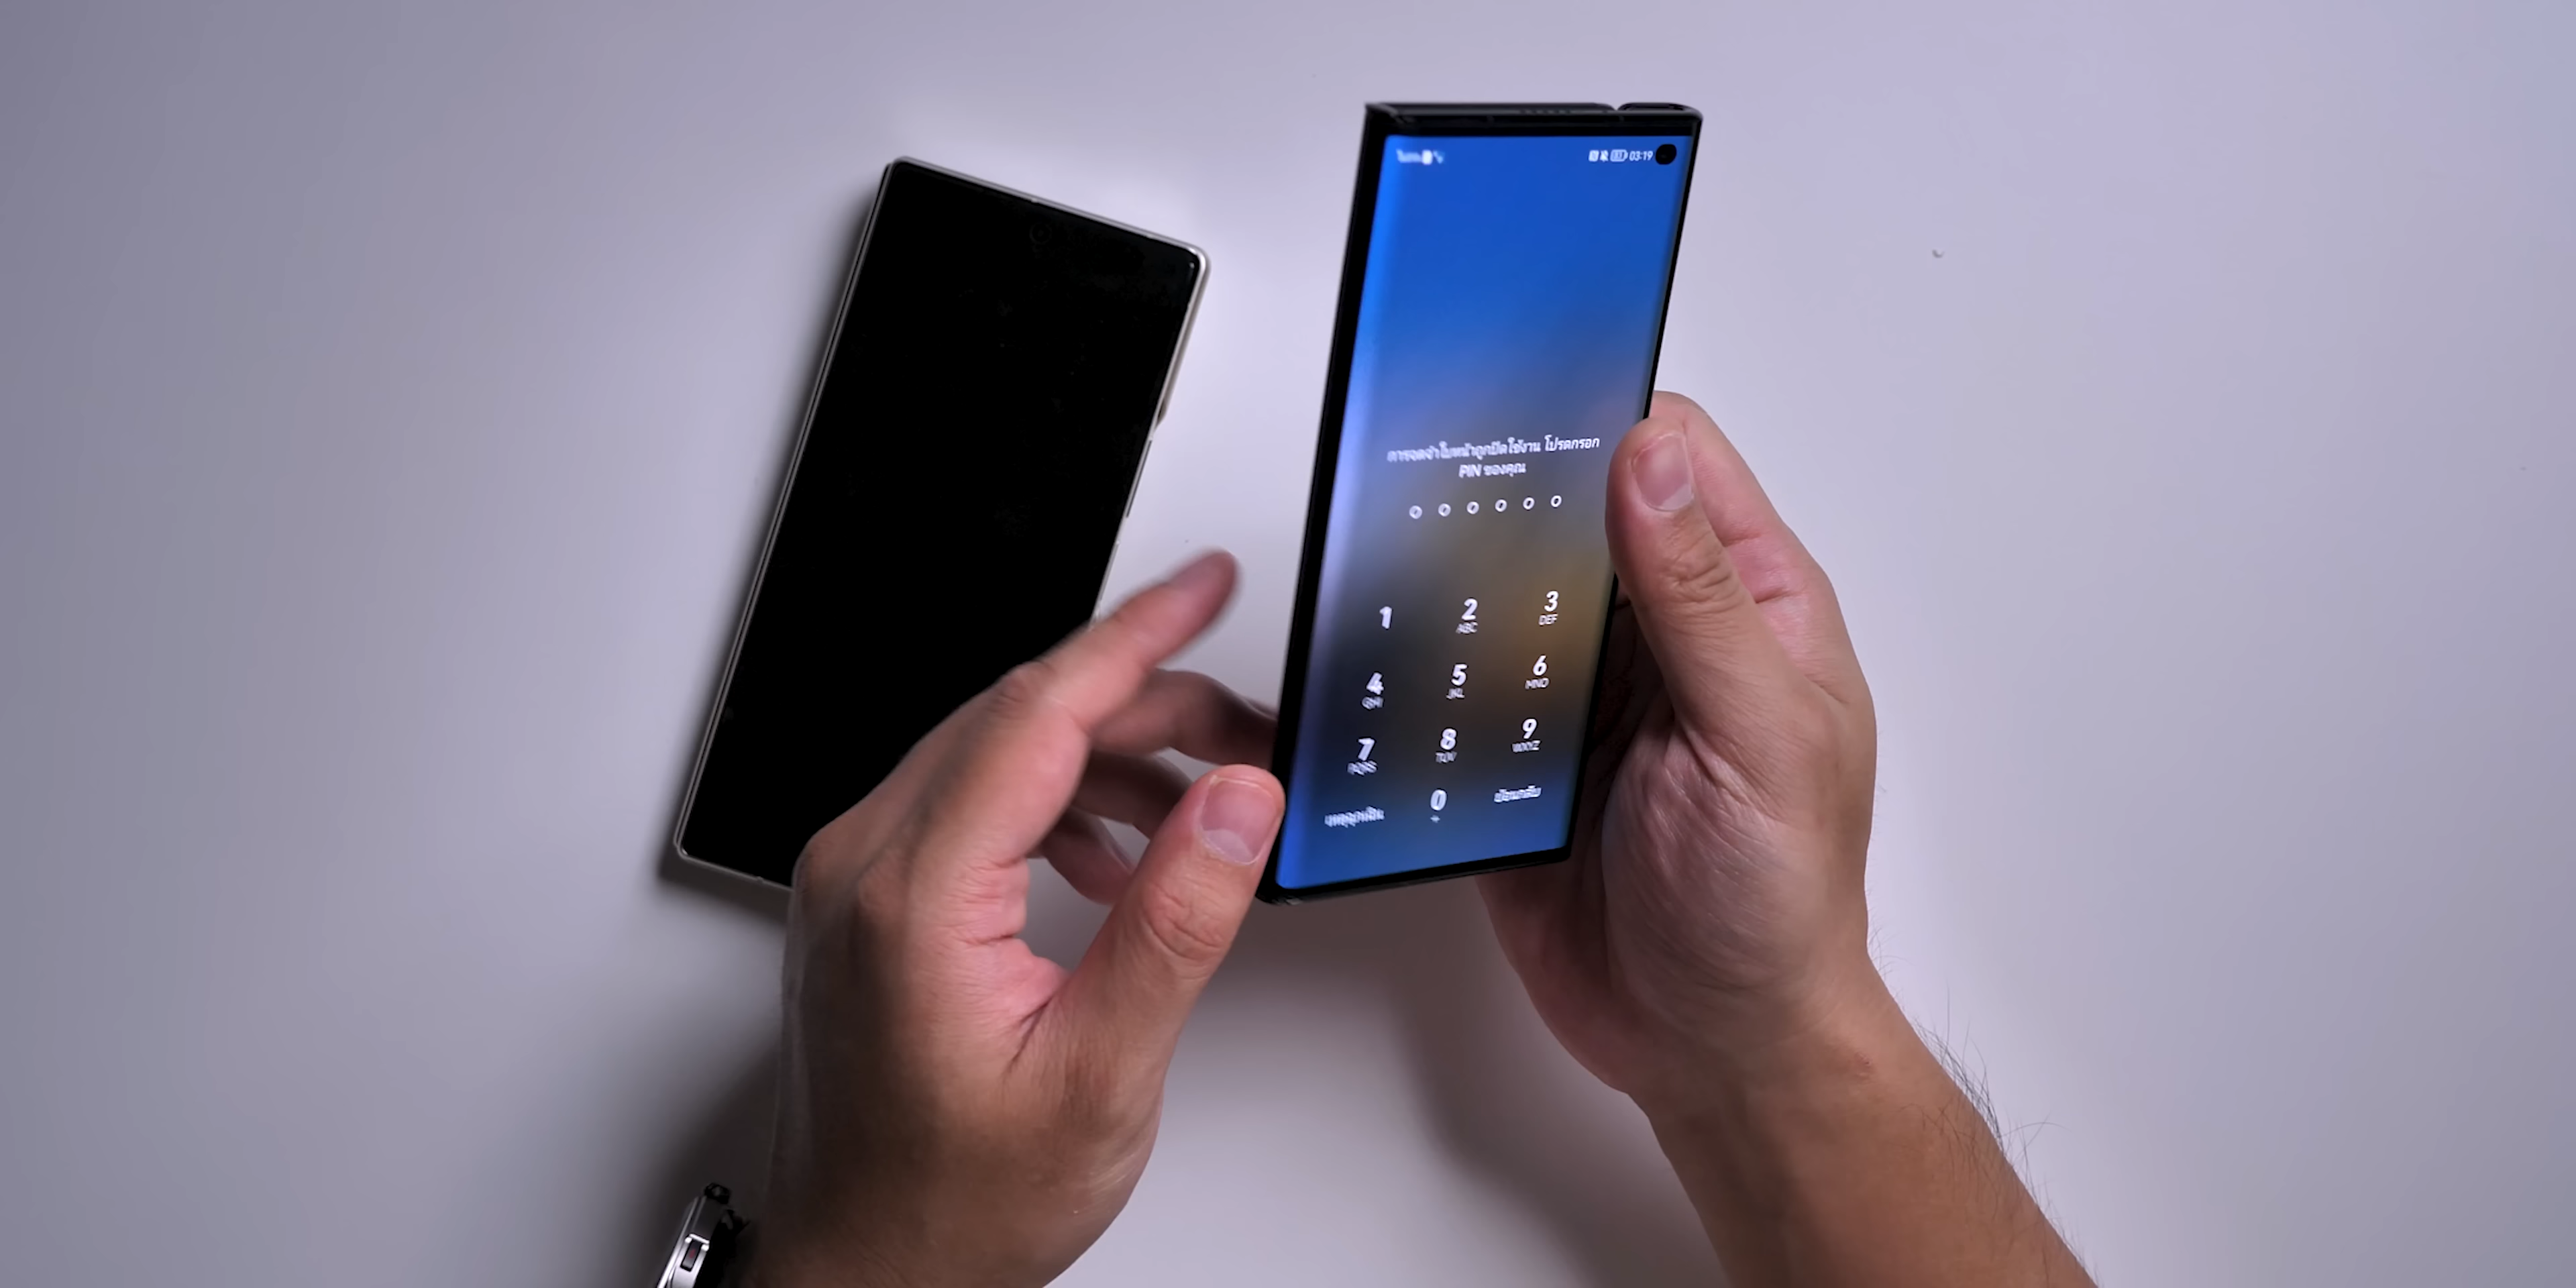 03:19
การจดจำใบหน้าถูกปิดใช้งาน โปรดกรอก
PIN ของคุณ
1 2 3
ABC DEF
4 5 6
GHI JKL MNO
7 8 9
PQRS TUV WXYZ
0
+
เหตุฉุกเฉิน ย้อนกลับ